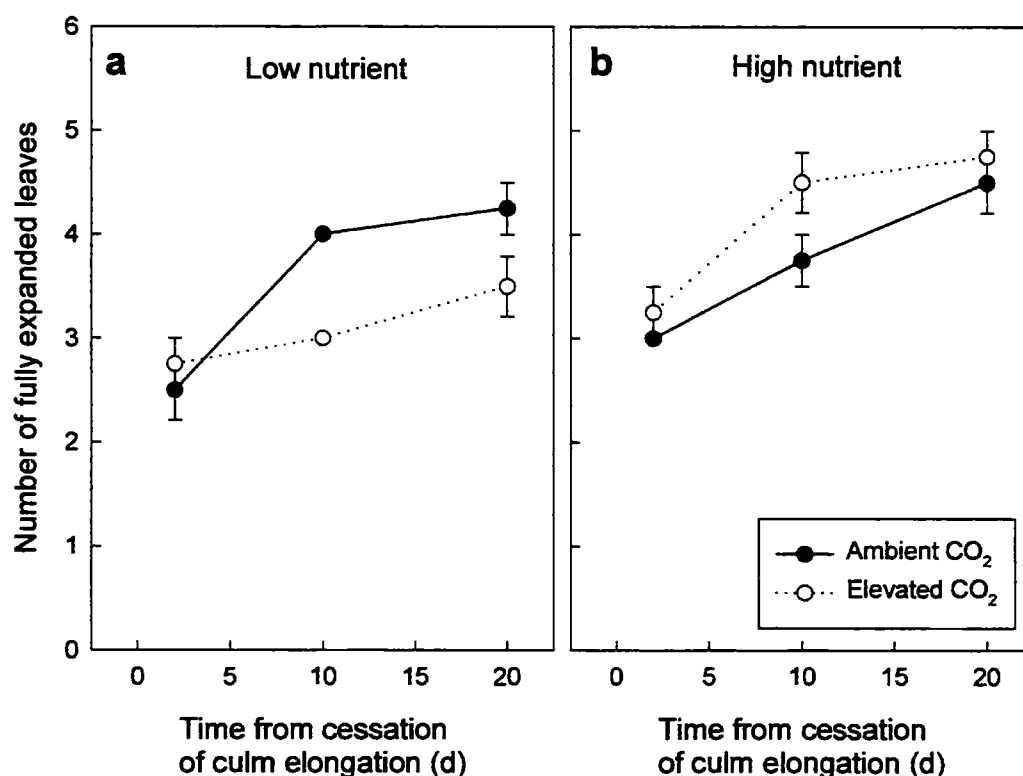 a
Low nutrient
b
High nutrient
6
5
4
3
2
1
0
Number of fully expanded leaves
Ambient CO₂
Elevated CO₂
0 5 10 15 20
0 5 10 15 20
Time from cessation
of culm elongation (d)
Time from cessation
of culm elongation (d)